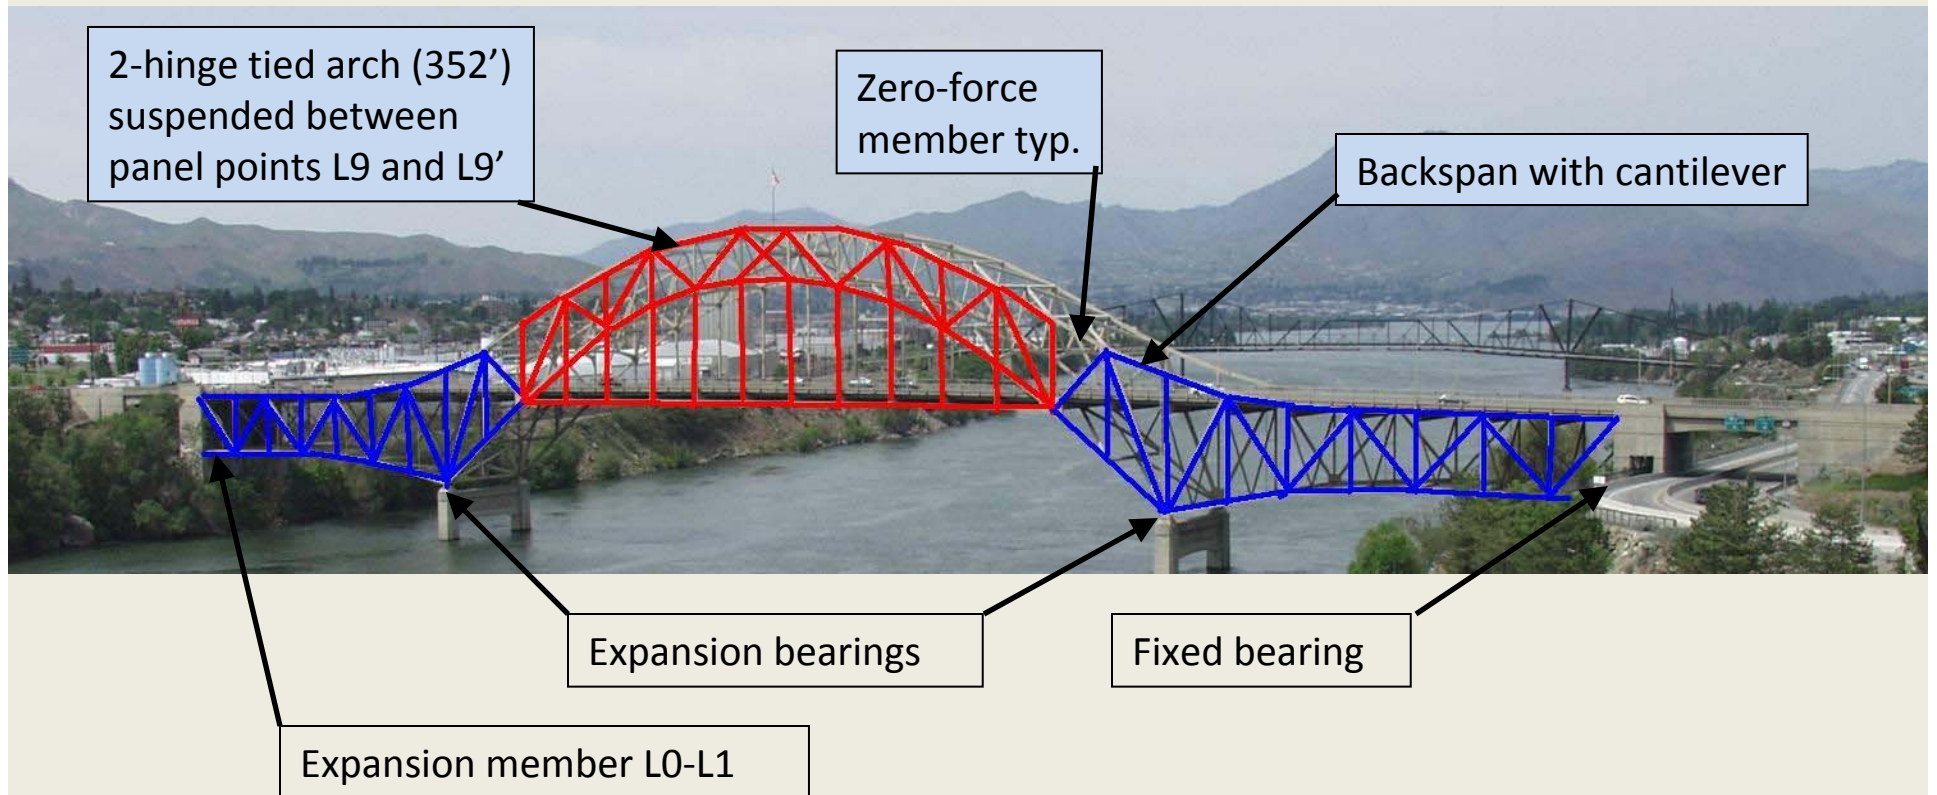 2-hinge tied arch (352’)
suspended between
panel points L9 and L9’
Zero-force
member typ.
Backspan with cantilever
Expansion bearings
Fixed bearing
Expansion member L0-L1